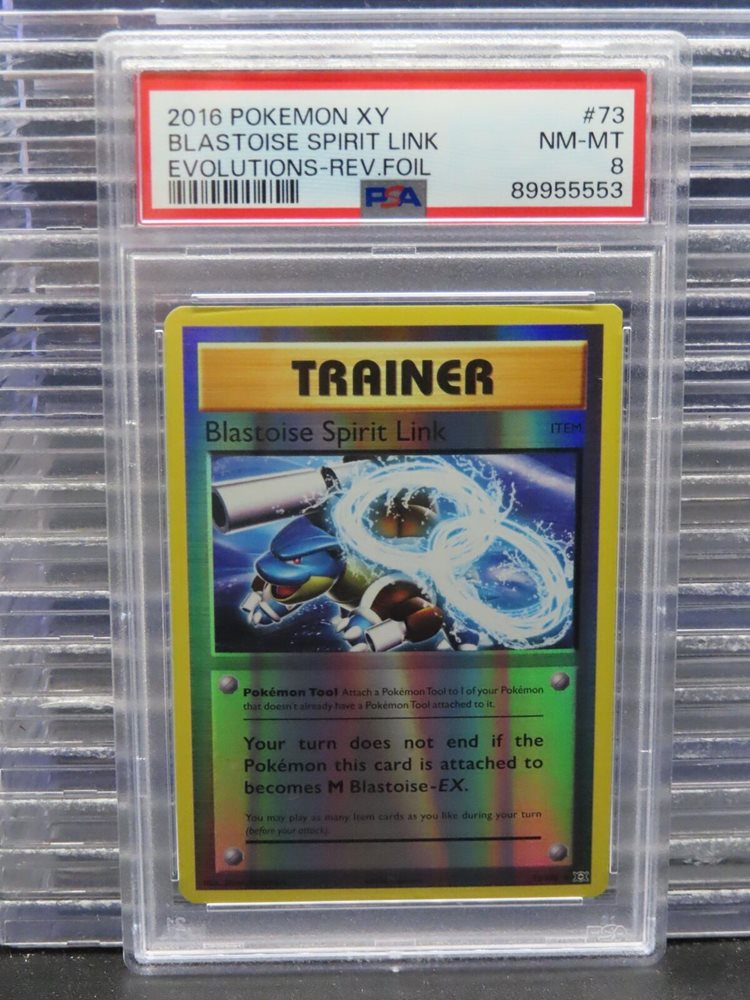 2016 POKEMON XY #73
BLASTOISE SPIRIT LINK NM-MT
EVOLUTIONS-REV.FOIL 8
PSA 89955553
TRAINER
Blastoise Spirit Link ITEM
Pokémon Tool Attach a Pokémon Tool to 1 of your Pokémon
that doesn't already have a Pokémon Tool attached to it.
Your turn does not end if the
Pokémon this card is attached to
becomes M Blastoise-EX.
You may play as many Item cards as you like during your turn
(before your attack).